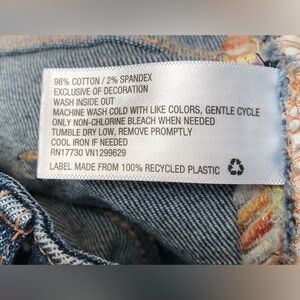 98% COTTON / 2% SPANDEX
EXCLUSIVE OF DECORATION
WASH INSIDE OUT
MACHINE WASH COLD WITH LIKE COLORS, GENTLE CYCLE
ONLY NON-CHLORINE BLEACH WHEN NEEDED
TUMBLE DRY LOW, REMOVE PROMPTLY
COOL IRON IF NEEDED
RN17730 VN1299629
LABEL MADE FROM 100% RECYCLED PLASTIC